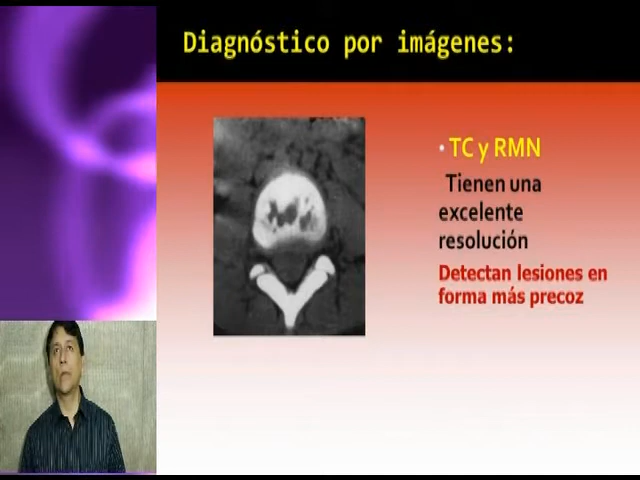 Diagnóstico por imágenes:
• TC y RMN
Tienen una
excelente
resolución
Detectan lesiones en
forma más precoz